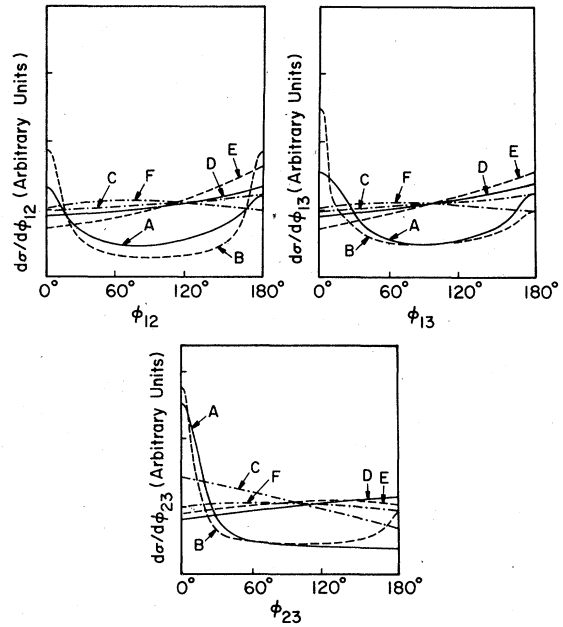 dσ/dφ12 (Arbitrary Units)
A
B
C
D
E
F
0° 60° 120° 180°
φ12
dσ/dφ13 (Arbitrary Units)
A
B
C
D
E
F
0° 60° 120° 180°
φ13
dσ/dφ23 (Arbitrary Units)
A
B
C
D
E
F
0° 60° 120° 180°
φ23